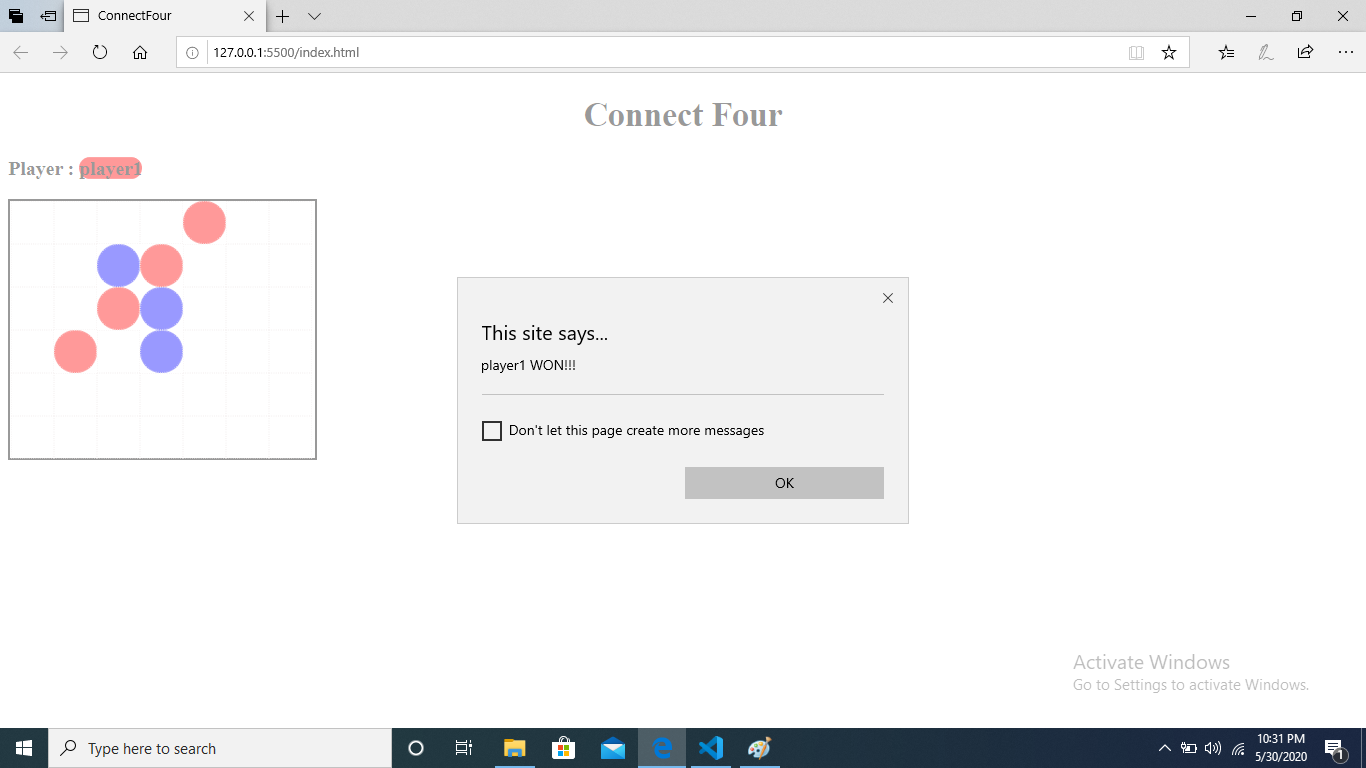 ConnectFour
127.0.0.1:5500/index.html
Connect Four
Player : player1
This site says...
player1 WON!!!
Don't let this page create more messages
OK
Activate Windows
Go to Settings to activate Windows.
Type here to search
10:31 PM
5/30/2020
1